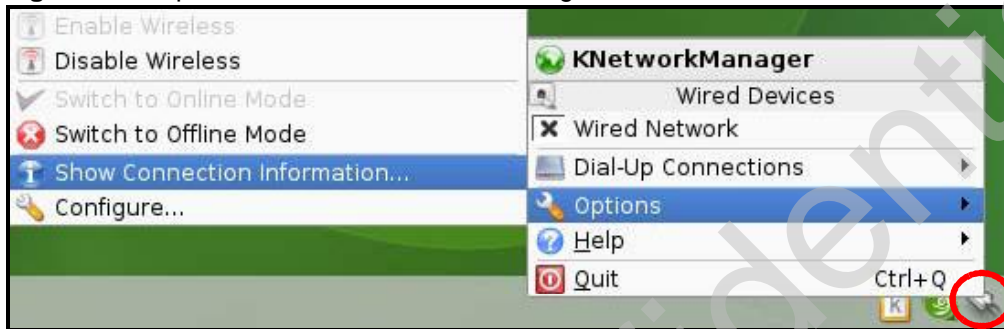 Enable Wireless
Disable Wireless
Switch to Online Mode
Switch to Offline Mode
Show Connection Information...
Configure...
KNetworkManager
Wired Devices
Wired Network
Dial-Up Connections
Options
Help
Quit Ctrl+Q
K